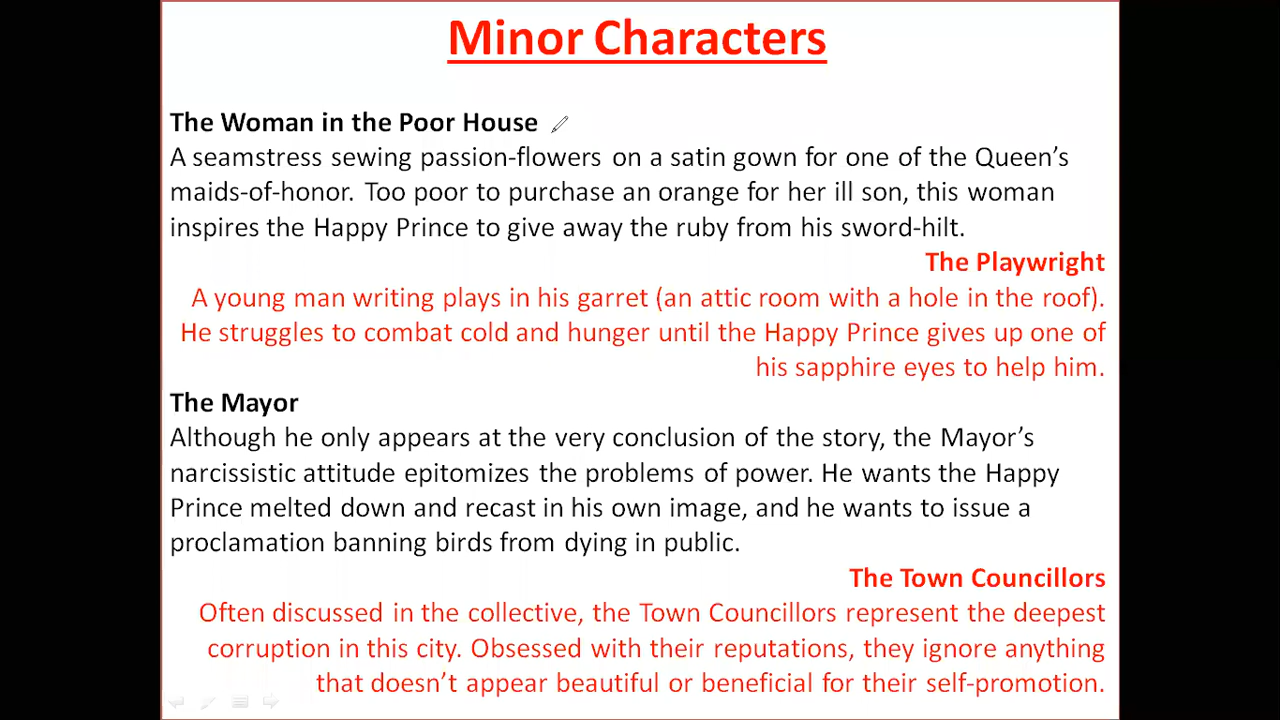 Minor Characters
The Woman in the Poor House
A seamstress sewing passion-flowers on a satin gown for one of the Queen’s
maids-of-honor. Too poor to purchase an orange for her ill son, this woman
inspires the Happy Prince to give away the ruby from his sword-hilt.
The Playwright
A young man writing plays in his garret (an attic room with a hole in the roof).
He struggles to combat cold and hunger until the Happy Prince gives up one of
his sapphire eyes to help him.
The Mayor
Although he only appears at the very conclusion of the story, the Mayor’s
narcissistic attitude epitomizes the problems of power. He wants the Happy
Prince melted down and recast in his own image, and he wants to issue a
proclamation banning birds from dying in public.
The Town Councillors
Often discussed in the collective, the Town Councillors represent the deepest
corruption in this city. Obsessed with their reputations, they ignore anything
that doesn’t appear beautiful or beneficial for their self-promotion.